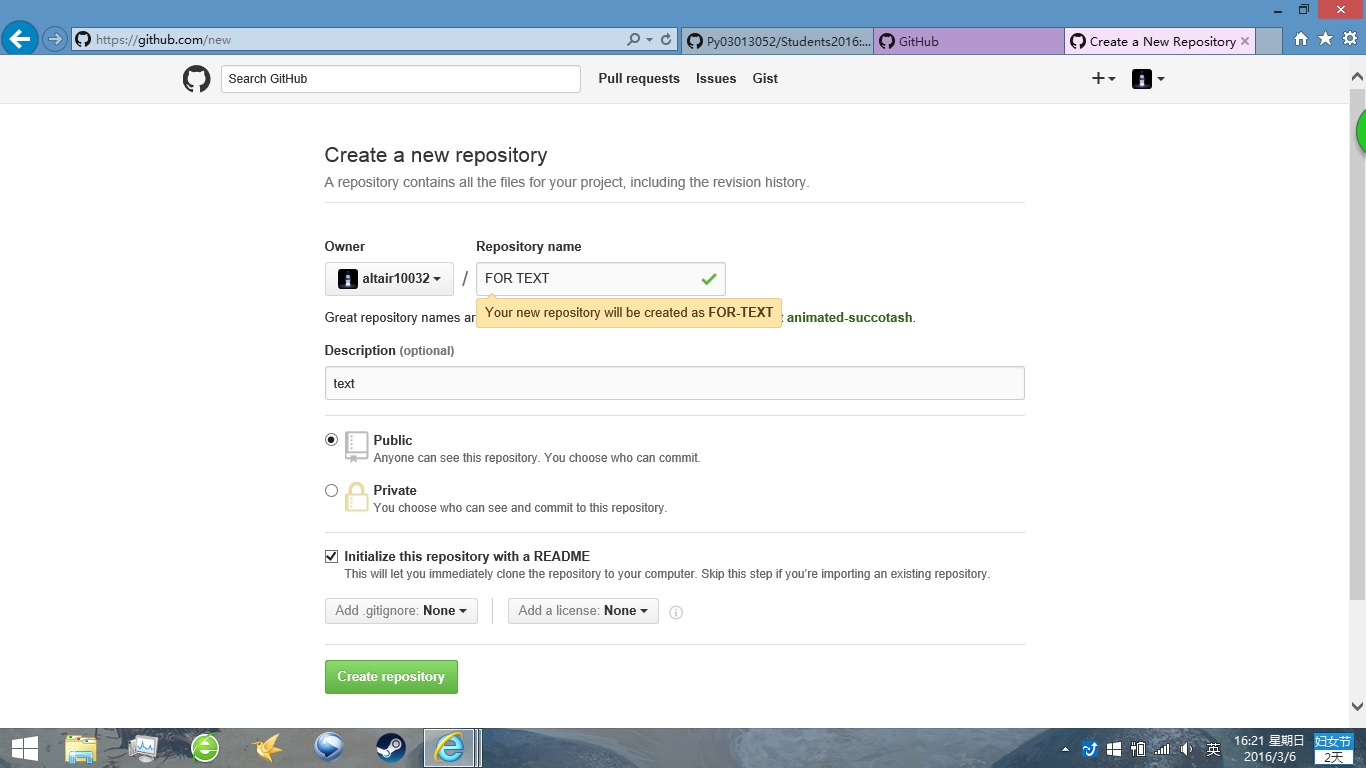 https://github.com/new
Py03013052/Students2016:...
GitHub
Create a New Repository
Search GitHub
Pull requests
Issues
Gist
Create a new repository
A repository contains all the files for your project, including the revision history.
Owner
Repository name
altair10032
/
FOR TEXT
Your new repository will be created as FOR-TEXT
Great repository names ar
animated-succotash.
Description (optional)
text
Public
Anyone can see this repository. You choose who can commit.
Private
You choose who can see and commit to this repository.
Initialize this repository with a README
This will let you immediately clone the repository to your computer. Skip this step if you're importing an existing repository.
Add .gitignore: None
Add a license: None
Create repository
英
16:21 星期日
2016/3/6
妇女节
2天